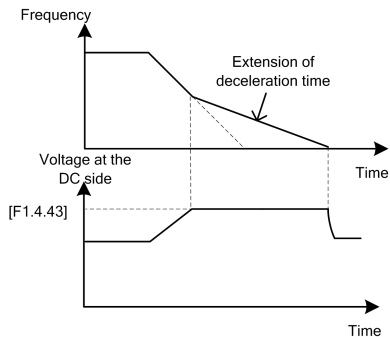 Frequency
Extension of
deceleration time
Time
Voltage at the
DC side
[F1.4.43]
Time